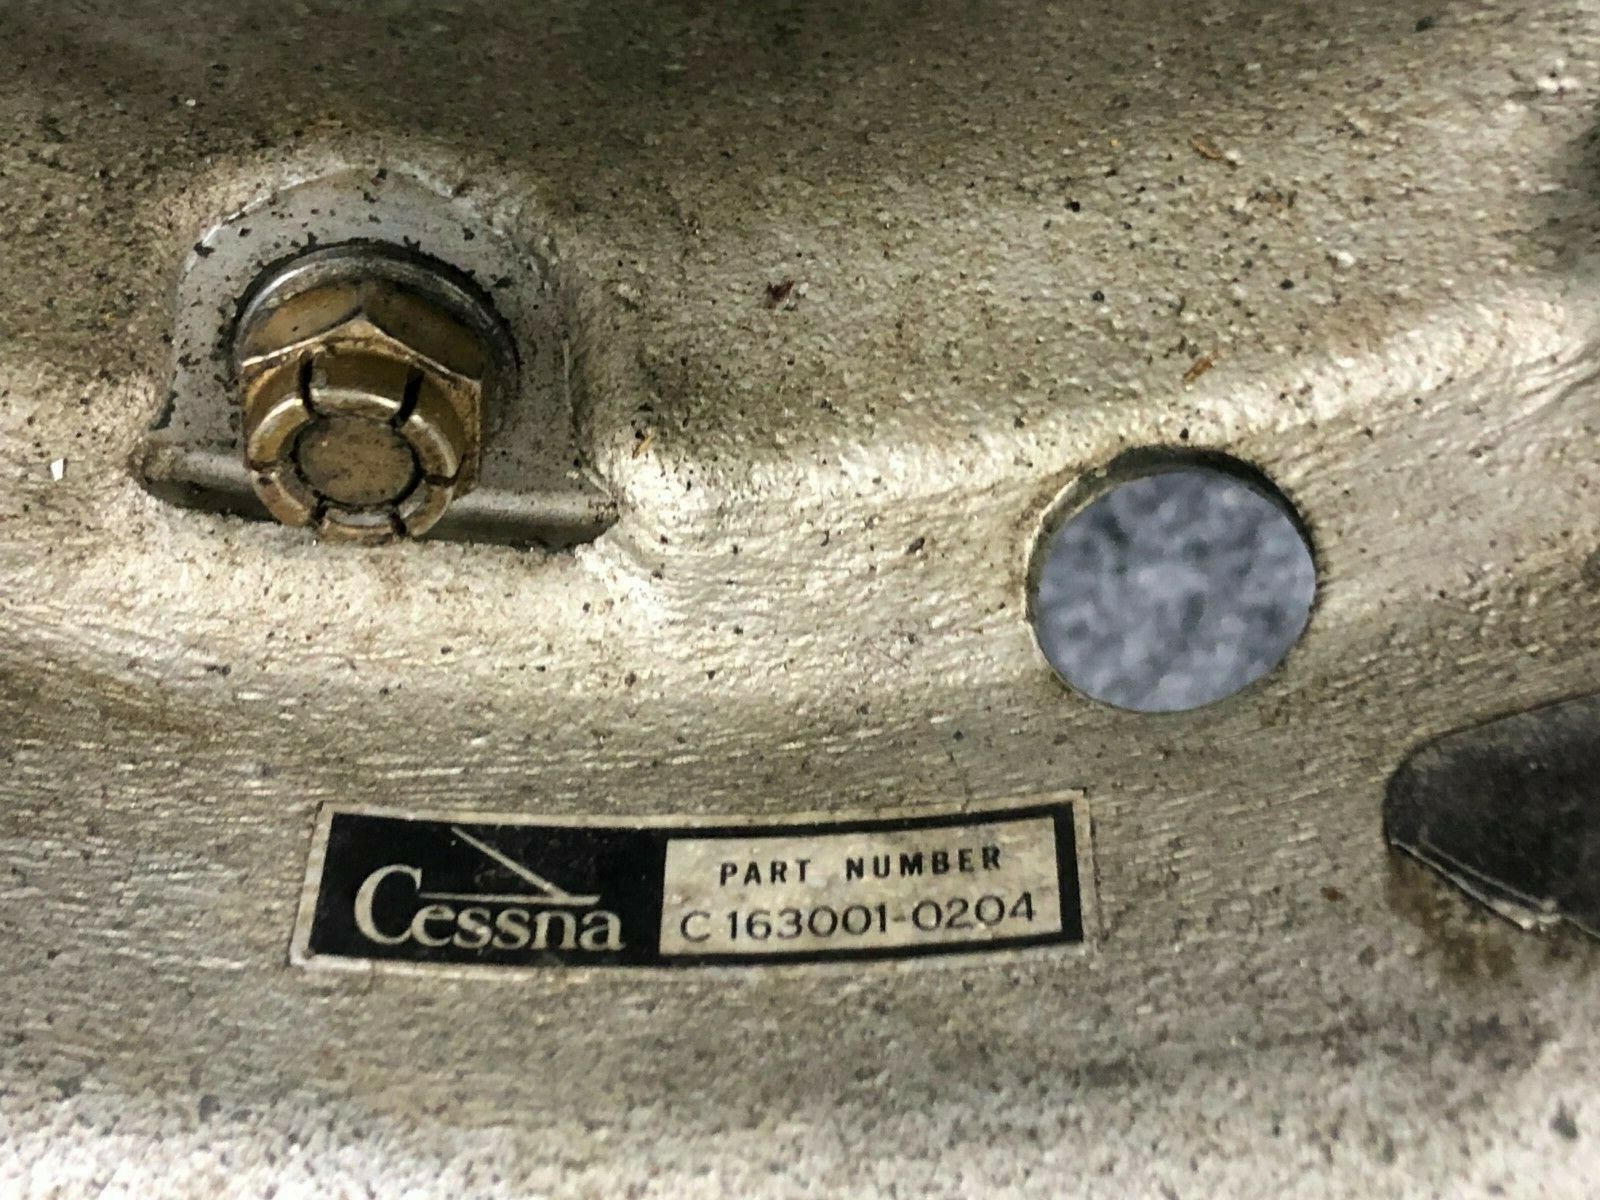 Cessna
PART NUMBER
C163001-0204